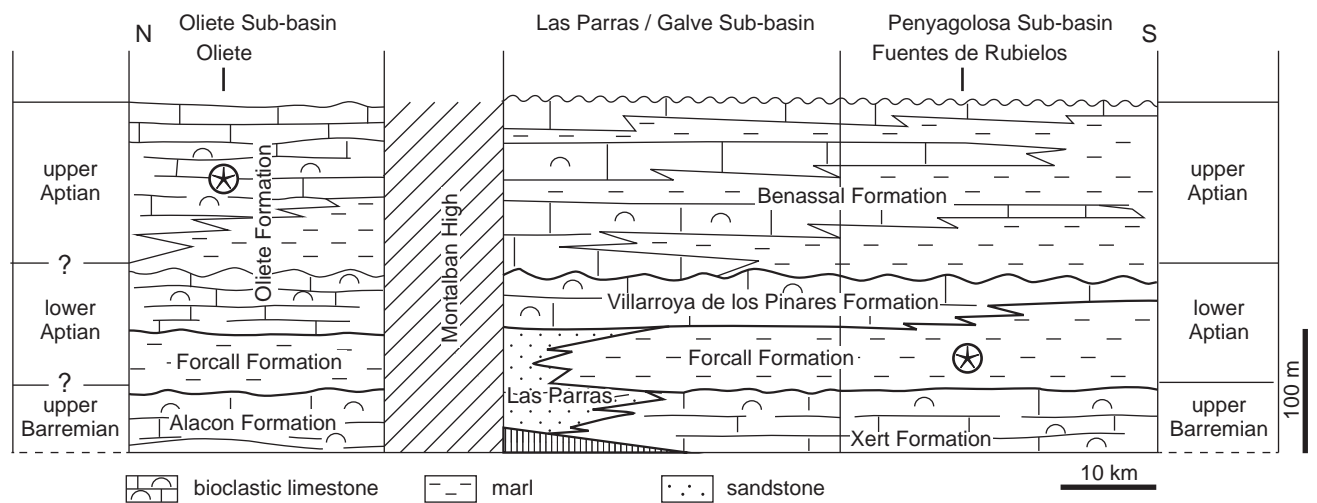 Oliete Sub-basin
Las Parras / Galve Sub-basin
Penyagolosa Sub-basin
N
Oliete
Fuentes de Rubielos
S
upper
Aptian
?
lower
Aptian
?
upper
Barremian
Oliete Formation
Forcall Formation
Alacon Formation
Montalban High
Benassal Formation
Villarroya de los Pinares Formation
Forcall Formation
Las Parras
Xert Formation
upper
Aptian
lower
Aptian
upper
Barremian
100 m
bioclastic limestone
marl
sandstone
10 km